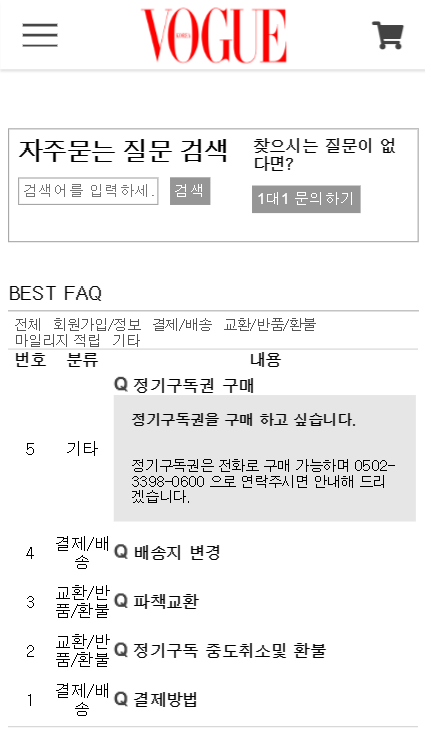 VOGUE
KOREA
자주묻는 질문 검색
검색어를 입력하세.
검색
찾으시는 질문이 없
다면?
1대1 문의하기
BEST FAQ
전체 회원가입/정보 결제/배송 교환/반품/환불
마일리지 적립 기타
번호 분류 내용
Q 정기구독권 구매
정기구독권을 구매 하고 싶습니다.
5 기타
정기구독권은 전화로 구매 가능하며 0502-
3398-0600 으로 연락주시면 안내해 드리
겠습니다.
4 결제/배
송
Q 배송지 변경
3 교환/반
품/환불
Q 파책교환
2 교환/반
품/환불
Q 정기구독 중도취소및 환불
1 결제/배
송
Q 결제방법